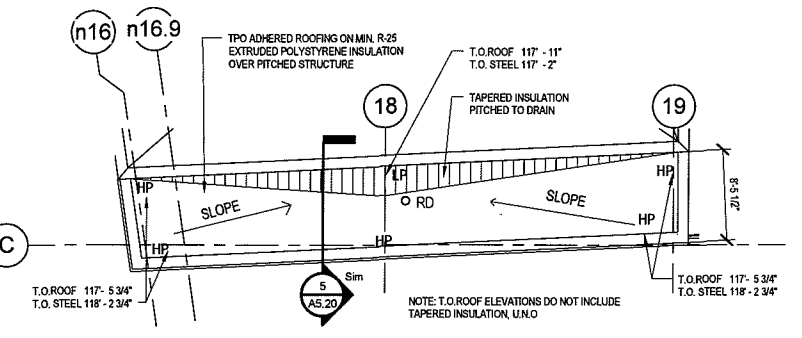 n16
n16.9
TPO ADHERED ROOFING ON MIN. R-25
EXTRUDED POLYSTYRENE INSULATION
OVER PITCHED STRUCTURE
T.O.ROOF 117' - 11"
T.O. STEEL 117' - 2"
18
TAPERED INSULATION
PITCHED TO DRAIN
19
HP
LP
HP
SLOPE
RD
SLOPE
HP
8'-5 1/2"
C
HP
HP
T.O.ROOF 117'- 5 3/4"
T.O. STEEL 118' - 2 3/4"
5
A5.20
Sim
NOTE: T.O.ROOF ELEVATIONS DO NOT INCLUDE
TAPERED INSULATION, U.N.O
T.O.ROOF 117'- 5 3/4"
T.O. STEEL 118' - 2 3/4"